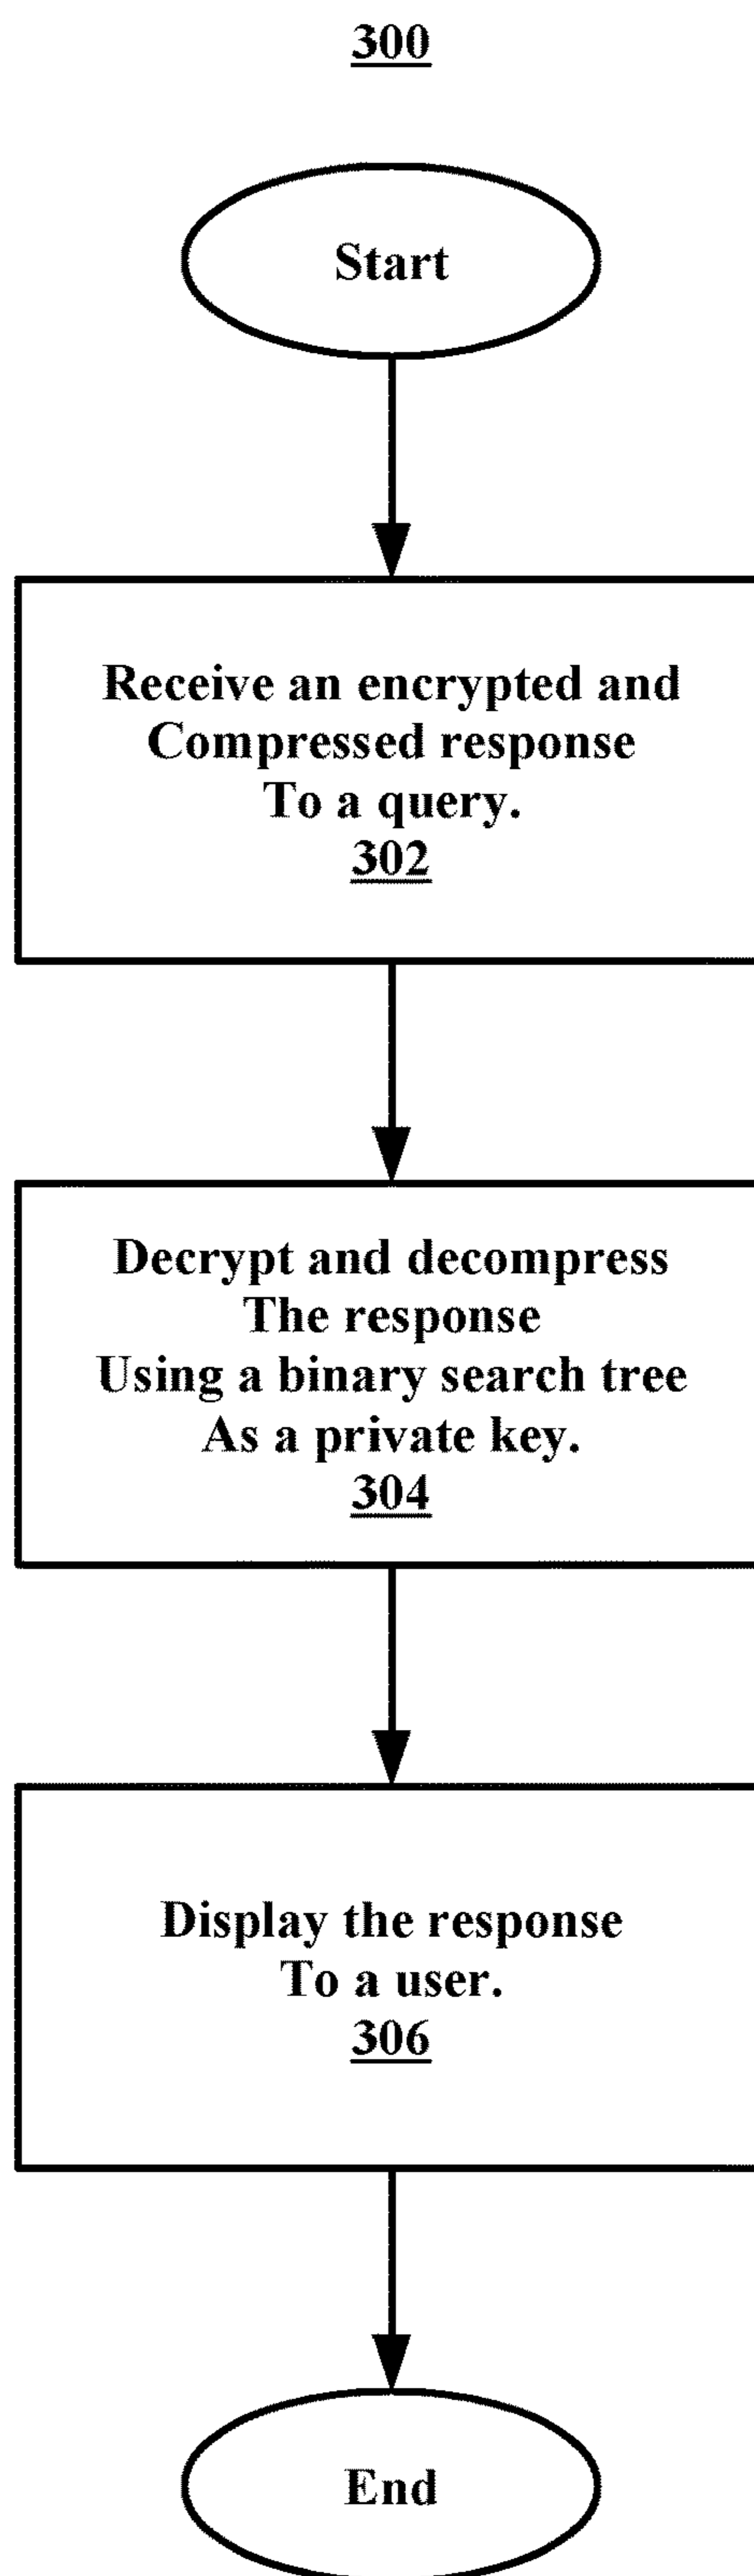 300
Start
Receive an encrypted and
Compressed response
To a query.
302
Decrypt and decompress
The response
Using a binary search tree
As a private key.
304
Display the response
To a user.
306
End